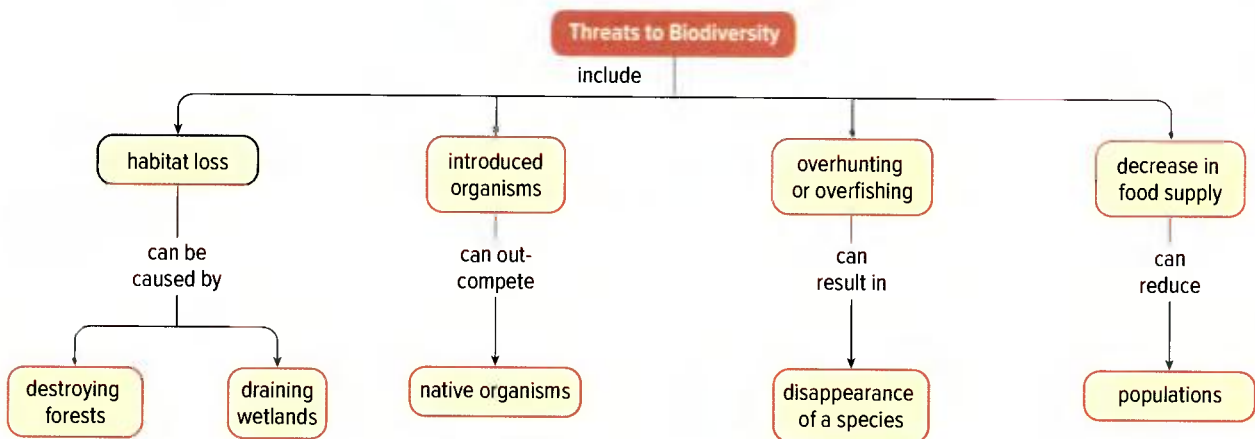 Threats to Biodiversity
include
habitat loss
introduced
organisms
overhunting
or overfishing
decrease in
food supply
can be
caused by
can out-
compete
can
result in
can
reduce
destroying
forests
draining
wetlands
native organisms
disappearance
of a species
populations